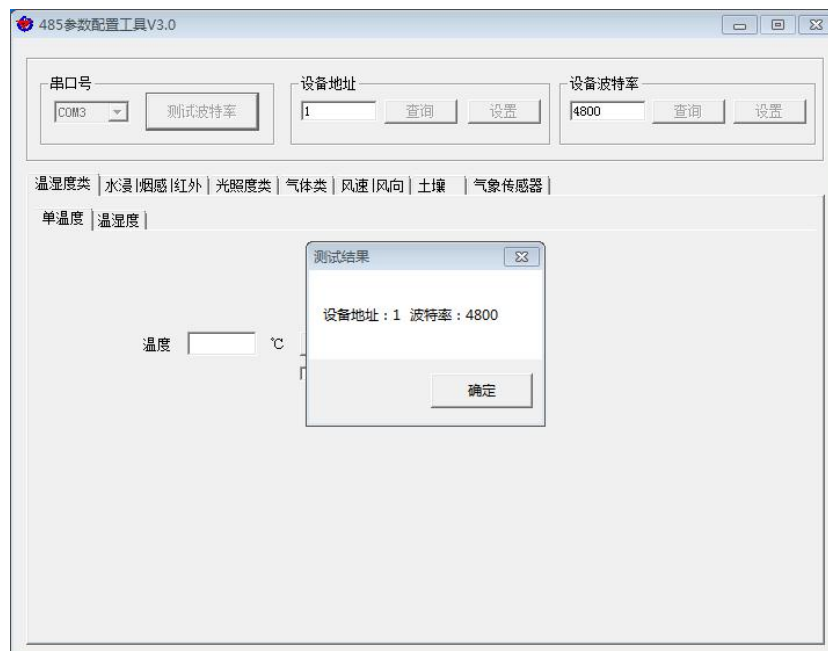 485参数配置工具V3.0
串口号 设备地址 设备波特率
COM3 测试波特率 1 查询 设置 4800 查询 设置
温湿度类 水浸|烟感|红外 光照度类 气体类 风速|风向 土壤 气象传感器
单温度 温湿度
测试结果
设备地址：1 波特率：4800
温度 ℃
确定